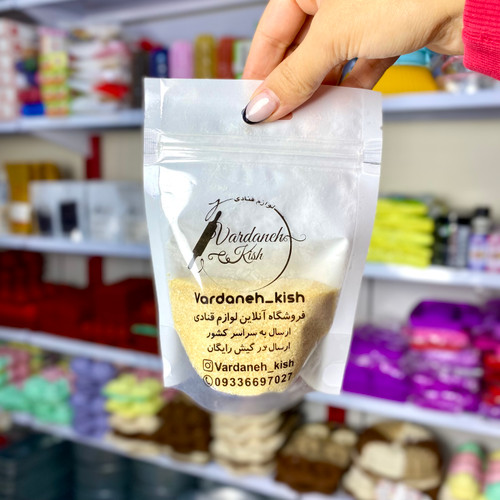 لوازم قنادی
Vardaneh
Kish
Vardaneh_kish
فروشگاه آنلاین لوازم قنادی
ارسال به سراسر کشور
ارسال در کیش رایگان
Vardaneh_kish
09336697027